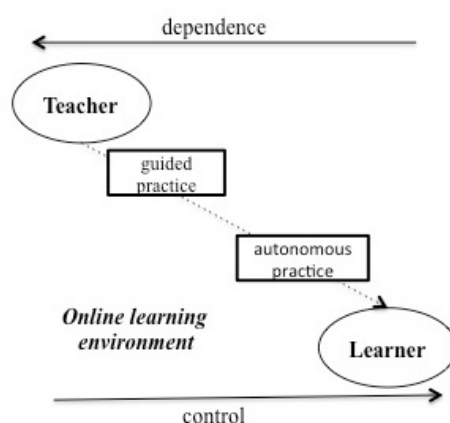 dependence
Teacher
guided
practice
autonomous
practice
Online learning
environment
Learner
control